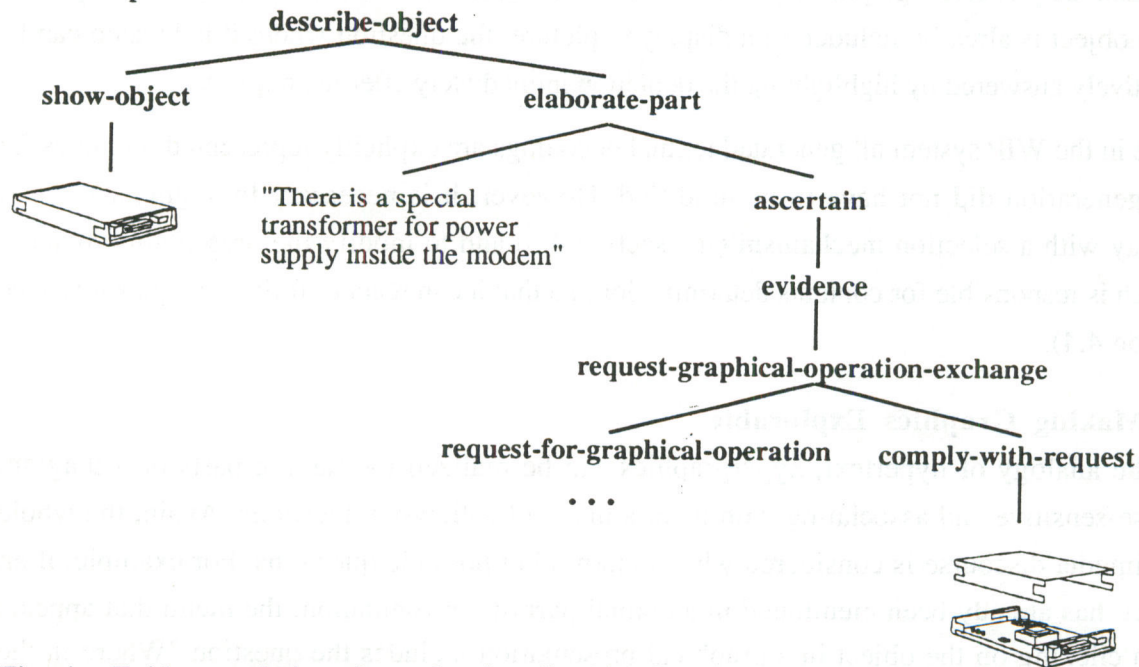 describe-object
show-object
elaborate-part
"There is a special
transformer for power
supply inside the modem"
ascertain
evidence
request-graphical-operation-exchange
request-for-graphical-operation
comply-with-request
...